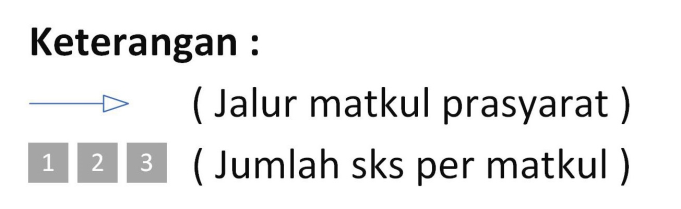 Keterangan :
( Jalur matkul prasyarat )
1 2 3 ( Jumlah sks per matkul )